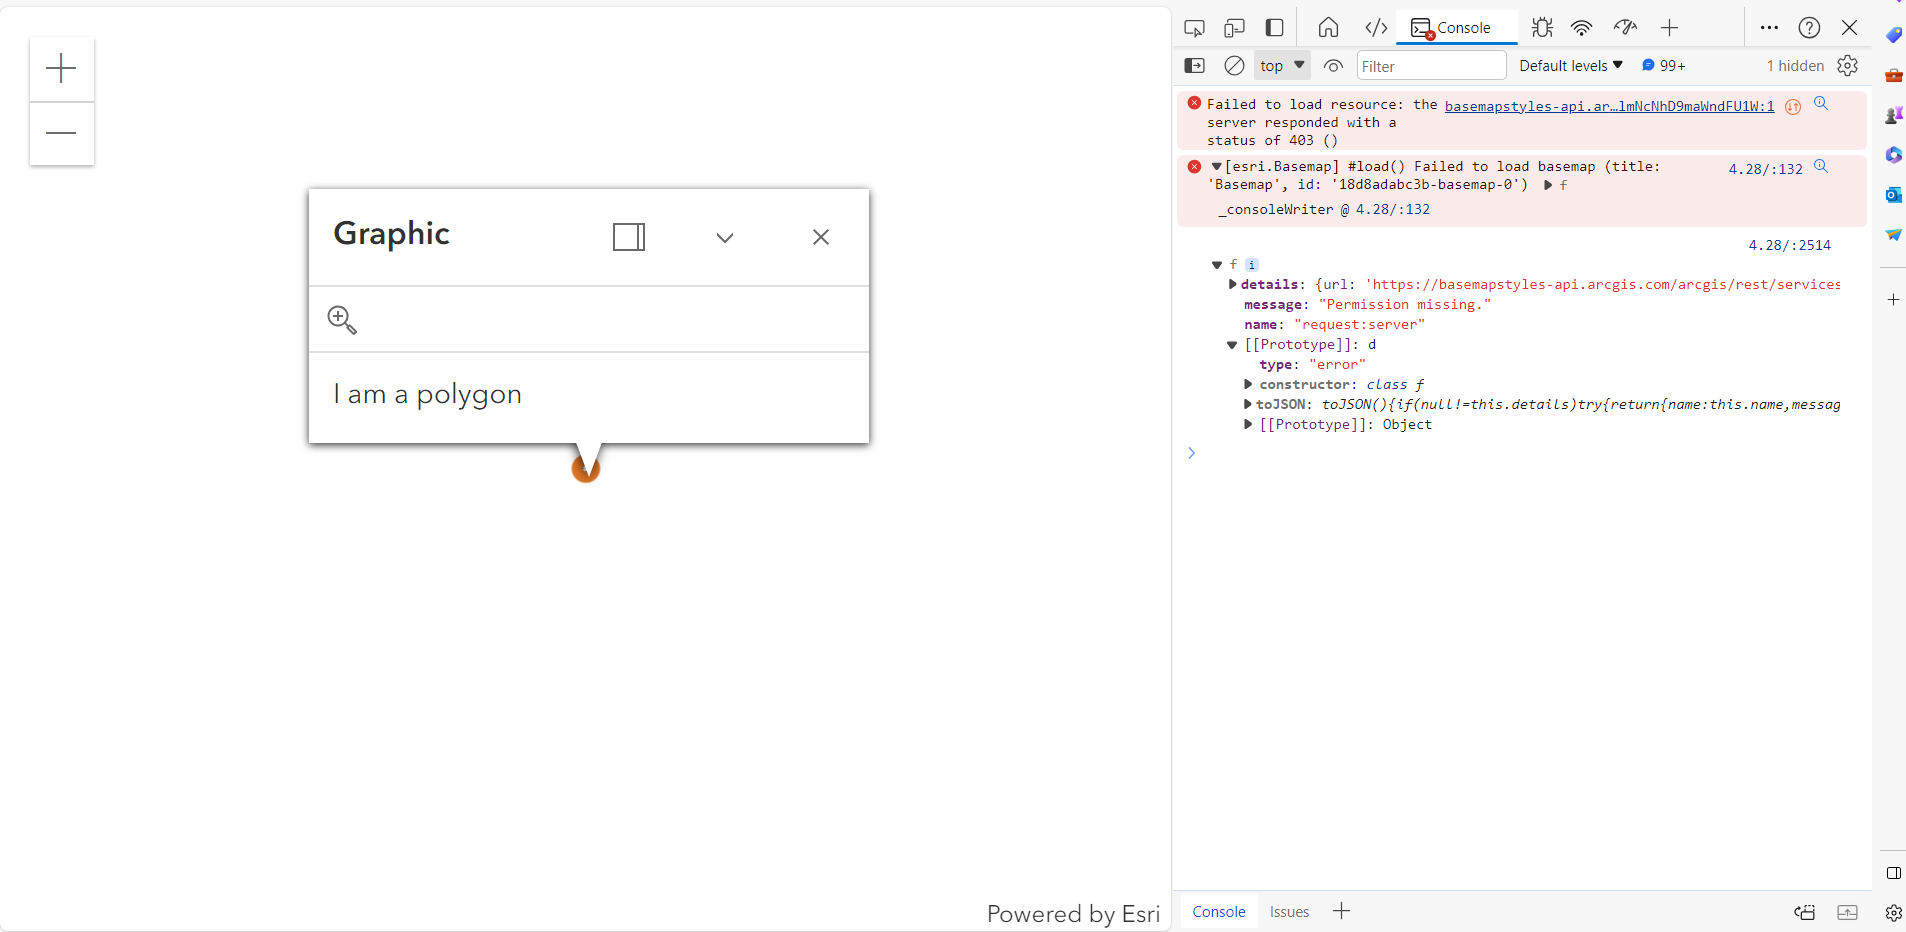 Graphic
I am a polygon
Powered by Esri
Console
top
Filter
Default levels
99+
1 hidden
Failed to load resource: the server responded with a status of 403 ()
basemapstyles-api.ar…lmNcNhD9maWndFU1W:1
[esri.Basemap] #load() Failed to load basemap (title: 4.28/:132
'Basemap', id: '18d8adabc3b-basemap-0') f
_consoleWriter @ 4.28/:132
4.28/:2514
f i
details: {url: 'https://basemapstyles-api.arcgis.com/arcgis/rest/services
message: "Permission missing."
name: "request:server"
[[Prototype]]: d
type: "error"
constructor: class f
toJSON: toJSON(){if(null!=this.details)try{return{name:this.name,messag
[[Prototype]]: Object
Console
Issues